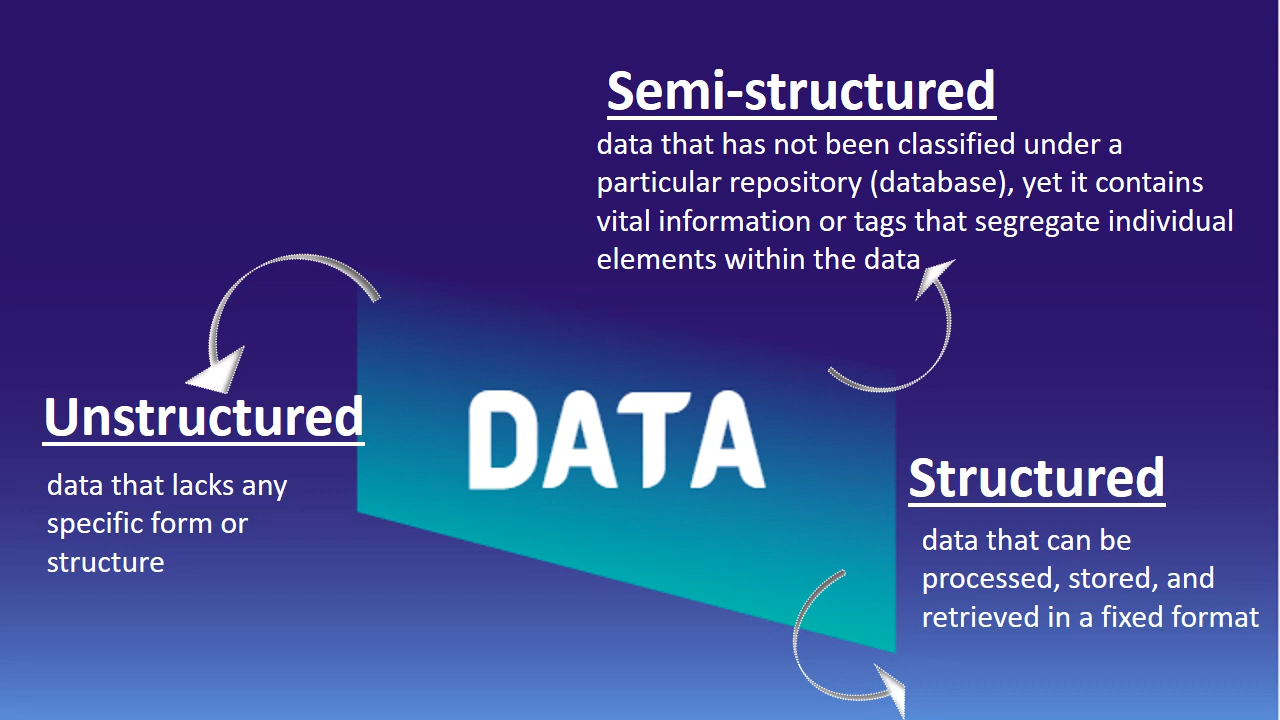 Semi-structured
data that has not been classified under a
particular repository (database), yet it contains
vital information or tags that segregate individual
elements within the data
Unstructured
data that lacks any
specific form or
structure
DATA
Structured
data that can be
processed, stored, and
retrieved in a fixed format